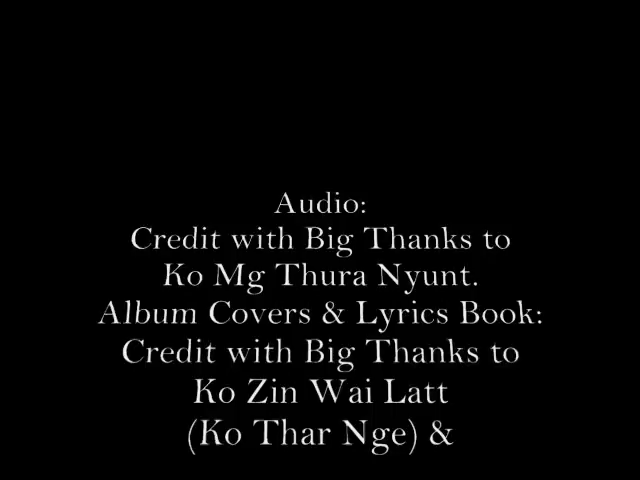 Audio:
Credit with Big Thanks to
Ko Mg Thura Nyunt.
Album Covers & Lyrics Book:
Credit with Big Thanks to
Ko Zin Wai Latt
(Ko Thar Nge) &